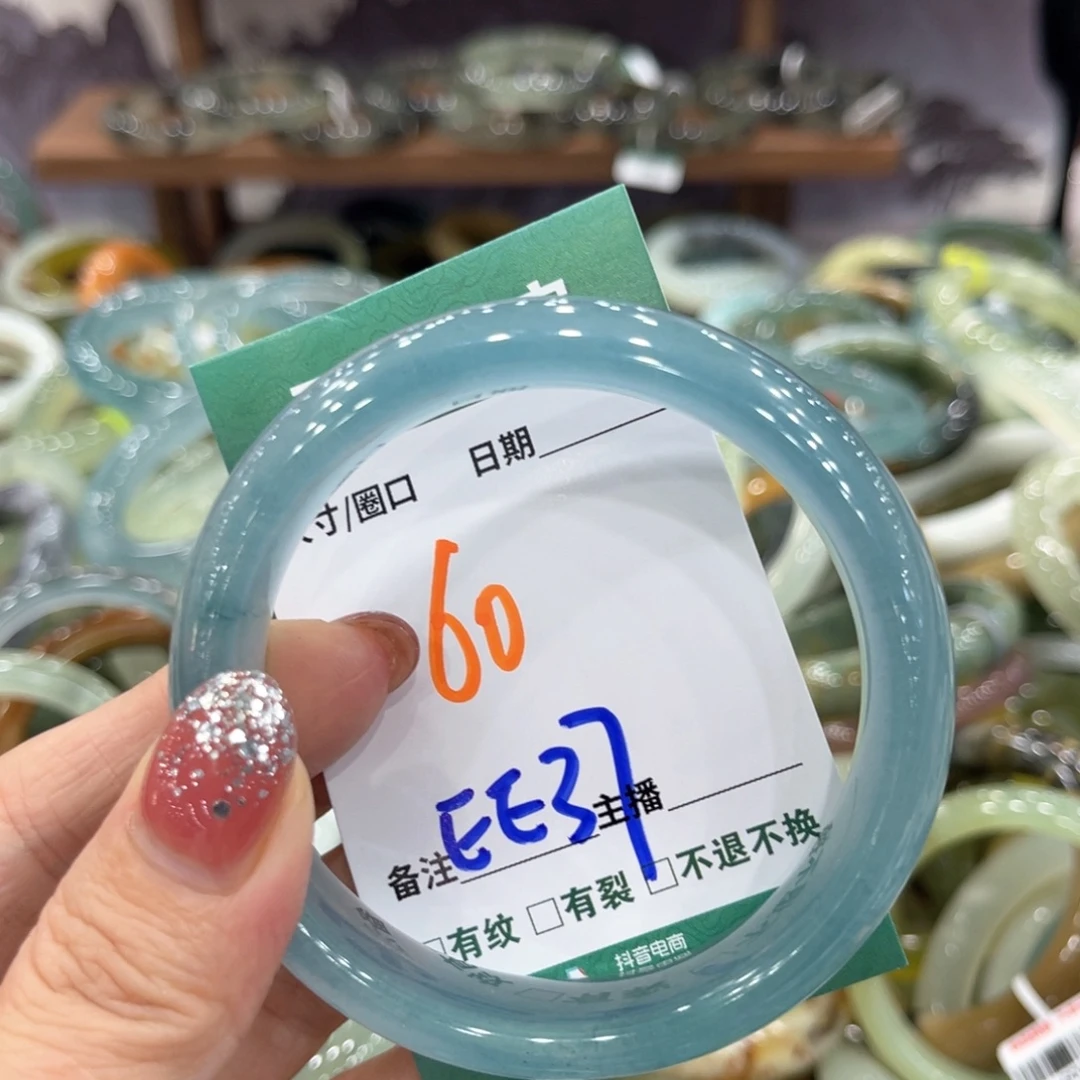 日期
寸/圈口
60
EE37
主播
备注
有纹 有裂 不退不换
抖音电商